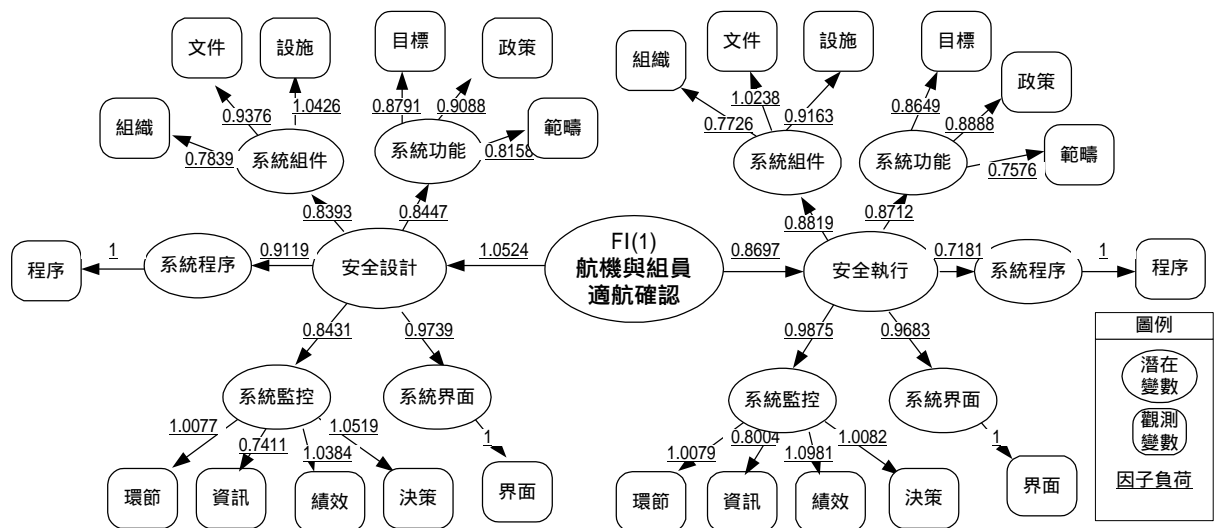 文件
設施
目標
政策
組織
範疇
0.9376
1.0426
0.8791
0.9088
0.7839
0.8158
系統組件
系統功能
0.8393
0.8447
程序
1
系統程序
0.9119
安全設計
1.0524
0.8431
0.9739
系統監控
系統界面
1.0077
0.7411
1.0384
1.0519
1
環節
資訊
績效
決策
界面
FI(1)
航機與組員
適航確認
組織
文件
設施
目標
政策
範疇
0.7726
1.0238
0.9163
0.8649
0.8888
0.7576
系統組件
系統功能
0.8819
0.8712
0.8697
安全執行
0.7181
系統程序
1
程序
0.9875
0.9683
系統監控
系統界面
1.0079
0.8004
1.0981
1.0082
1
環節
資訊
績效
決策
界面
圖例
潛在
變數
觀測
變數
因子負荷